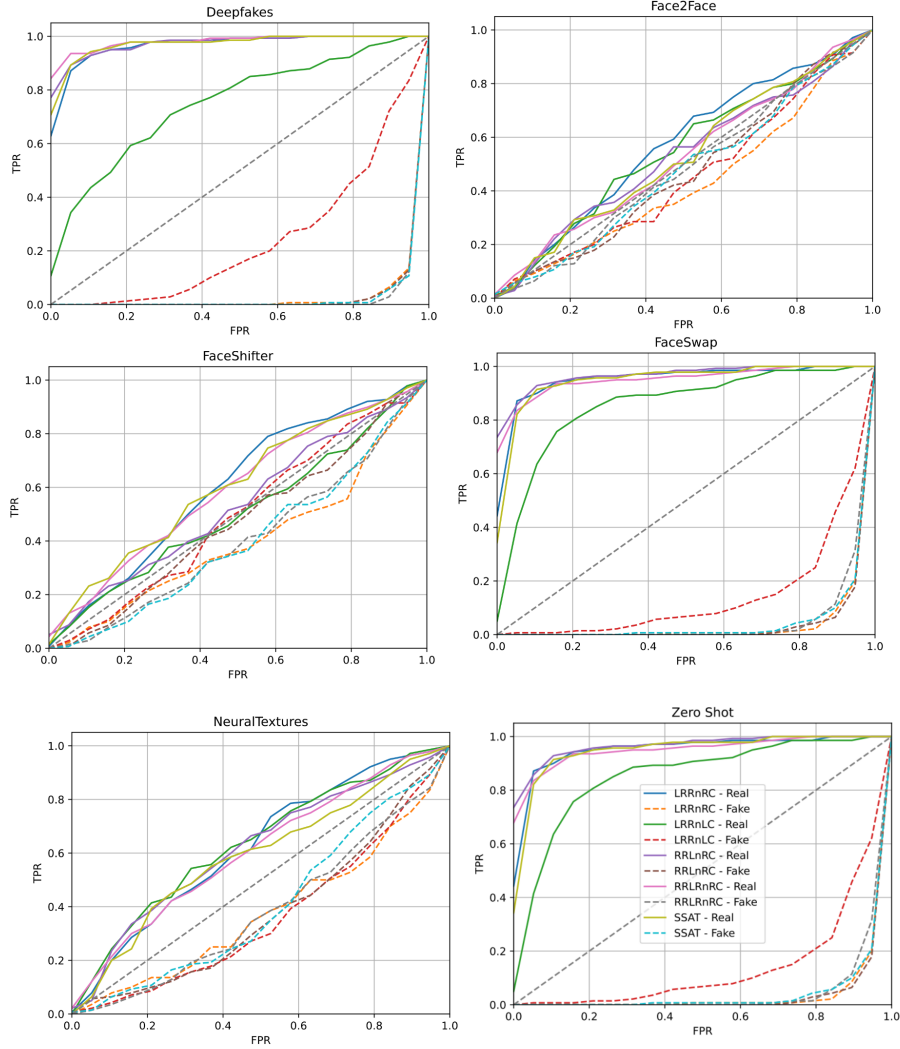 Deepfakes
1.0
0.8
0.6
0.4
0.2
0.0
TPR
0.0 0.2 0.4 0.6 0.8 1.0
FPR
Face2Face
1.0
0.8
0.6
0.4
0.2
0.0
TPR
0.0 0.2 0.4 0.6 0.8 1.0
FPR
FaceShifter
1.0
0.8
0.6
0.4
0.2
0.0
TPR
0.0 0.2 0.4 0.6 0.8 1.0
FPR
FaceSwap
1.0
0.8
0.6
0.4
0.2
0.0
TPR
0.0 0.2 0.4 0.6 0.8 1.0
FPR
NeuralTextures
1.0
0.8
0.6
0.4
0.2
0.0
TPR
0.0 0.2 0.4 0.6 0.8 1.0
FPR
Zero Shot
1.0
0.8
0.6
0.4
0.2
0.0
TPR
LRRnRC - Real
LRRnRC - Fake
LRRnLC - Real
LRRnLC - Fake
RRLnRC - Real
RRLnRC - Fake
RRLRnRC - Real
RRLRnRC - Fake
SSAT - Real
SSAT - Fake
0.0 0.2 0.4 0.6 0.8 1.0
FPR